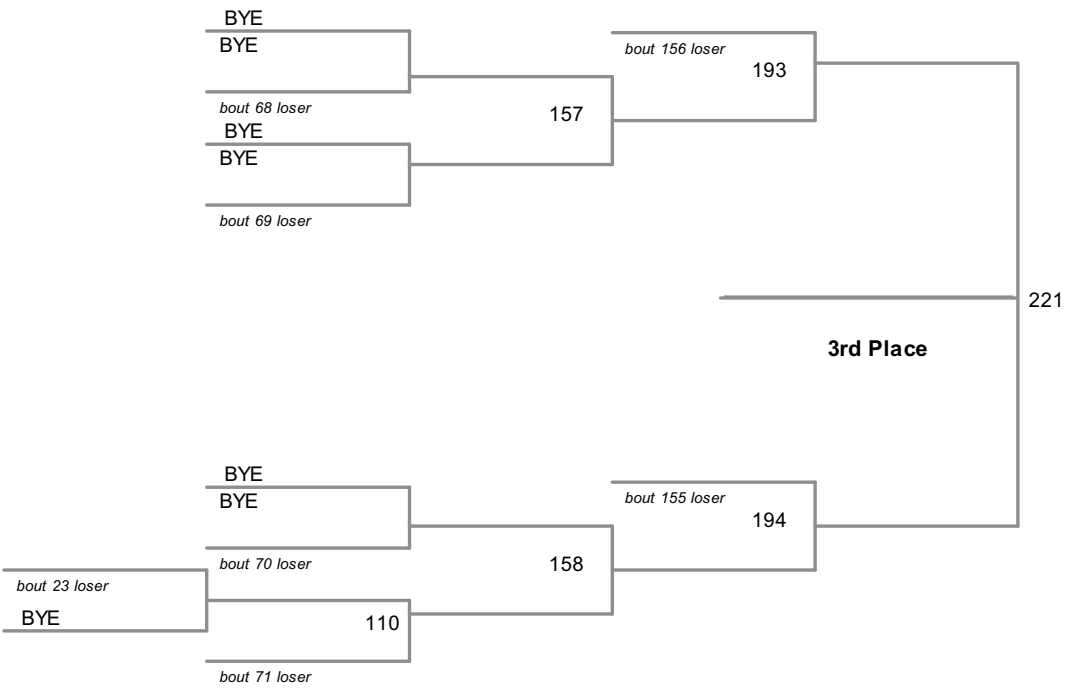 BYE
BYE
bout 156 loser
193
bout 68 loser
157
BYE
BYE
bout 69 loser
221
3rd Place
BYE
BYE
bout 155 loser
194
bout 70 loser
158
bout 23 loser
BYE
110
bout 71 loser